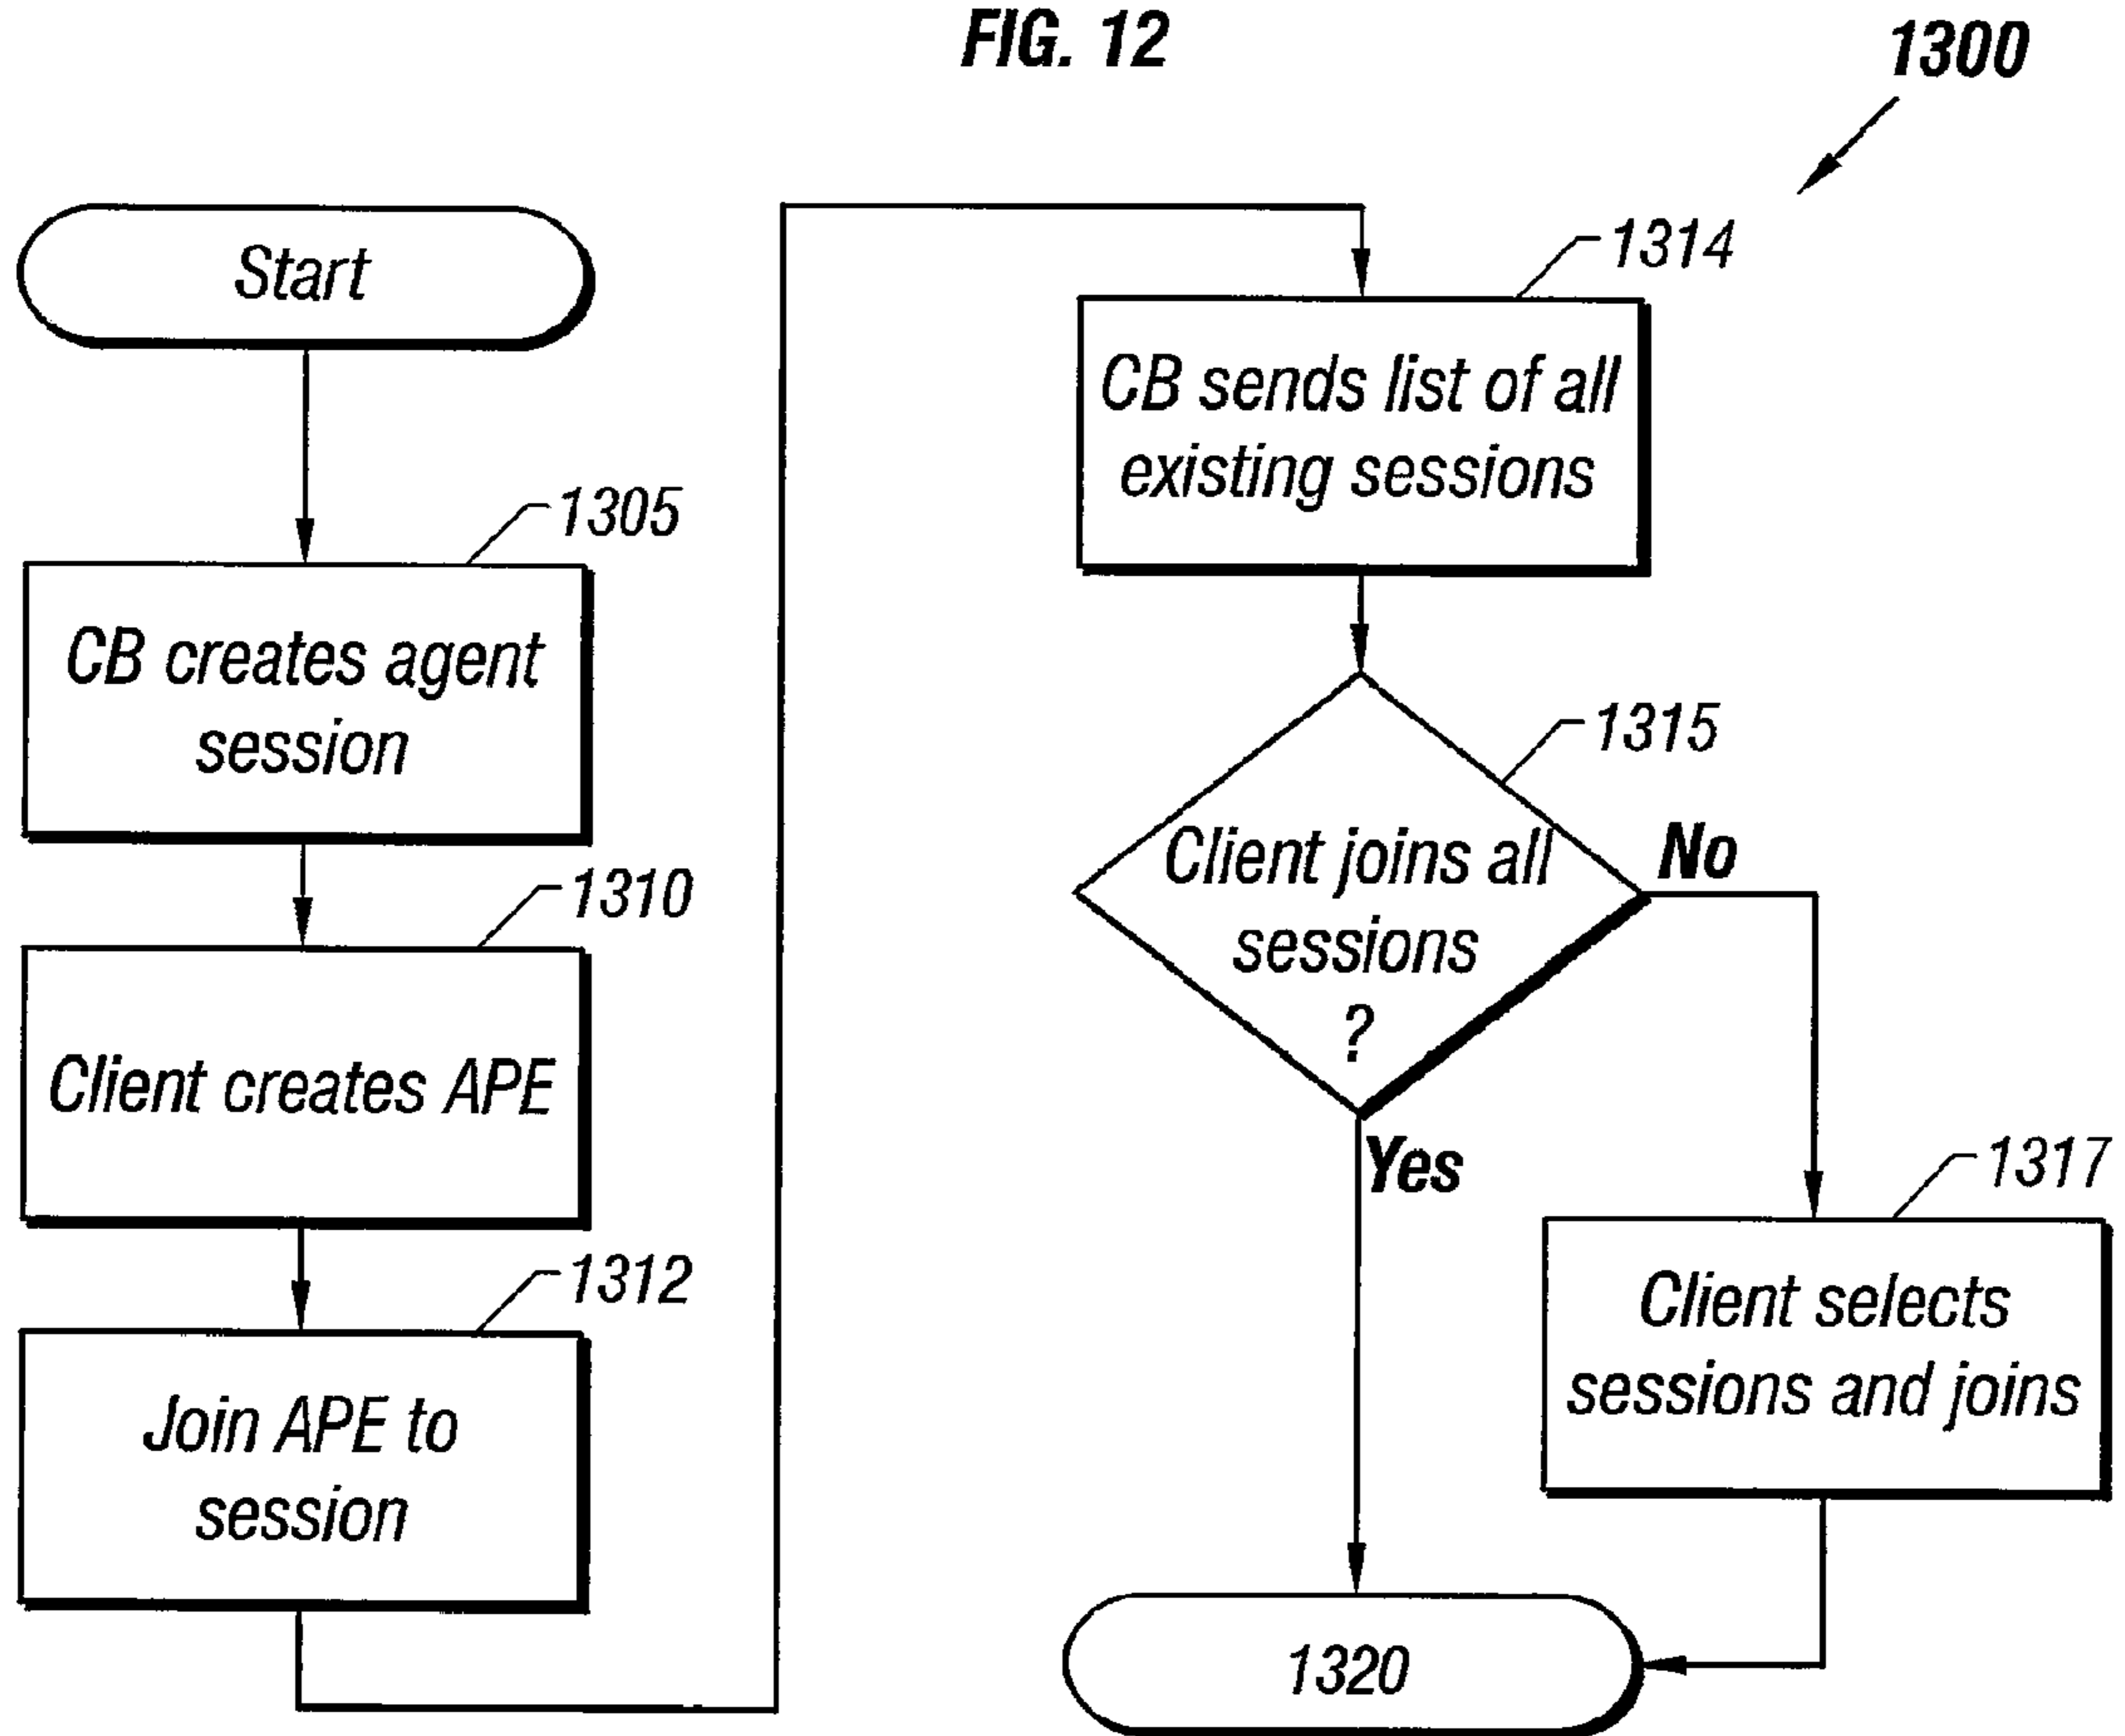 FIG. 12
1300
Start
1305
CB creates agent
session
1310
Client creates APE
1312
Join APE to
session
1314
CB sends list of all
existing sessions
1315
Client joins all
sessions
?
No
Yes
1317
Client selects
sessions and joins
1320